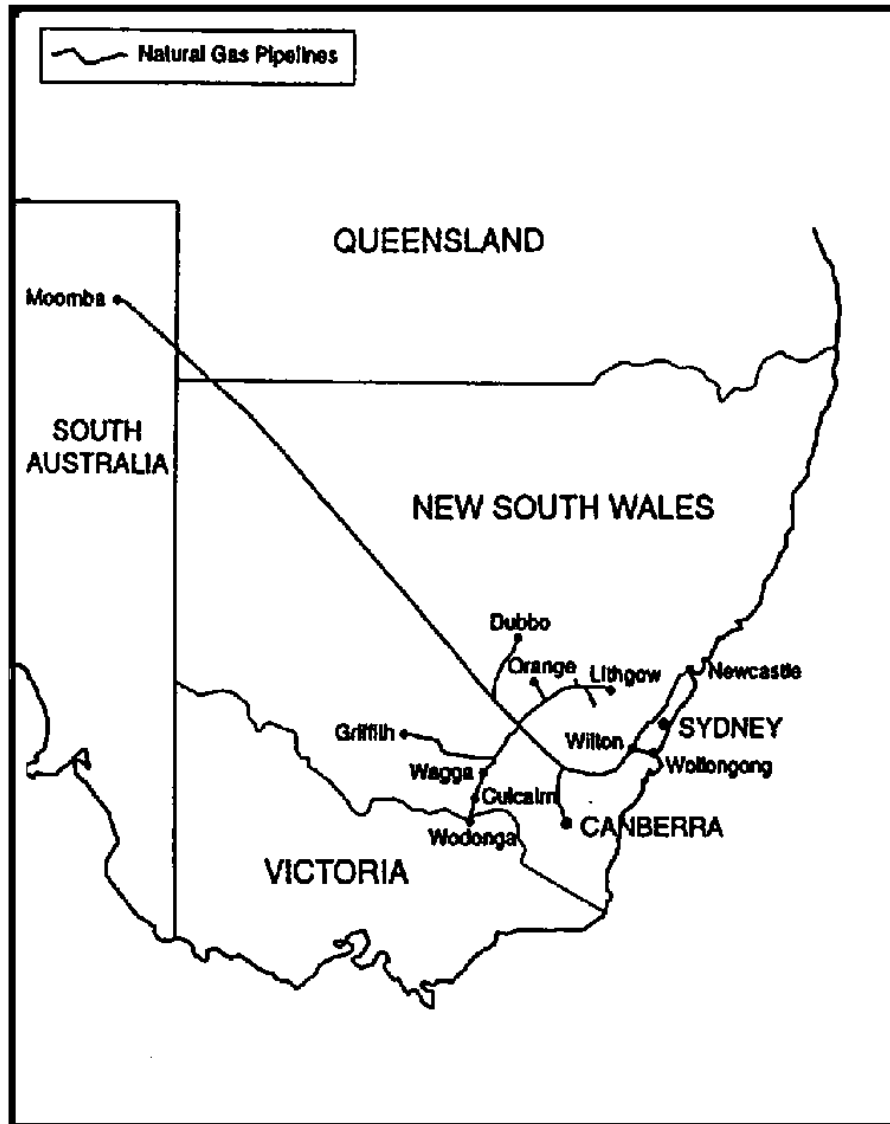 Natural Gas Pipelines
QUEENSLAND
Moomba
SOUTH
AUSTRALIA
NEW SOUTH WALES
Dubbo
Orange
Lithgow
Newcastle
Griffith
SYDNEY
Wilton
Wollongong
Wagga
Culcairn
CANBERRA
Wodonga
VICTORIA